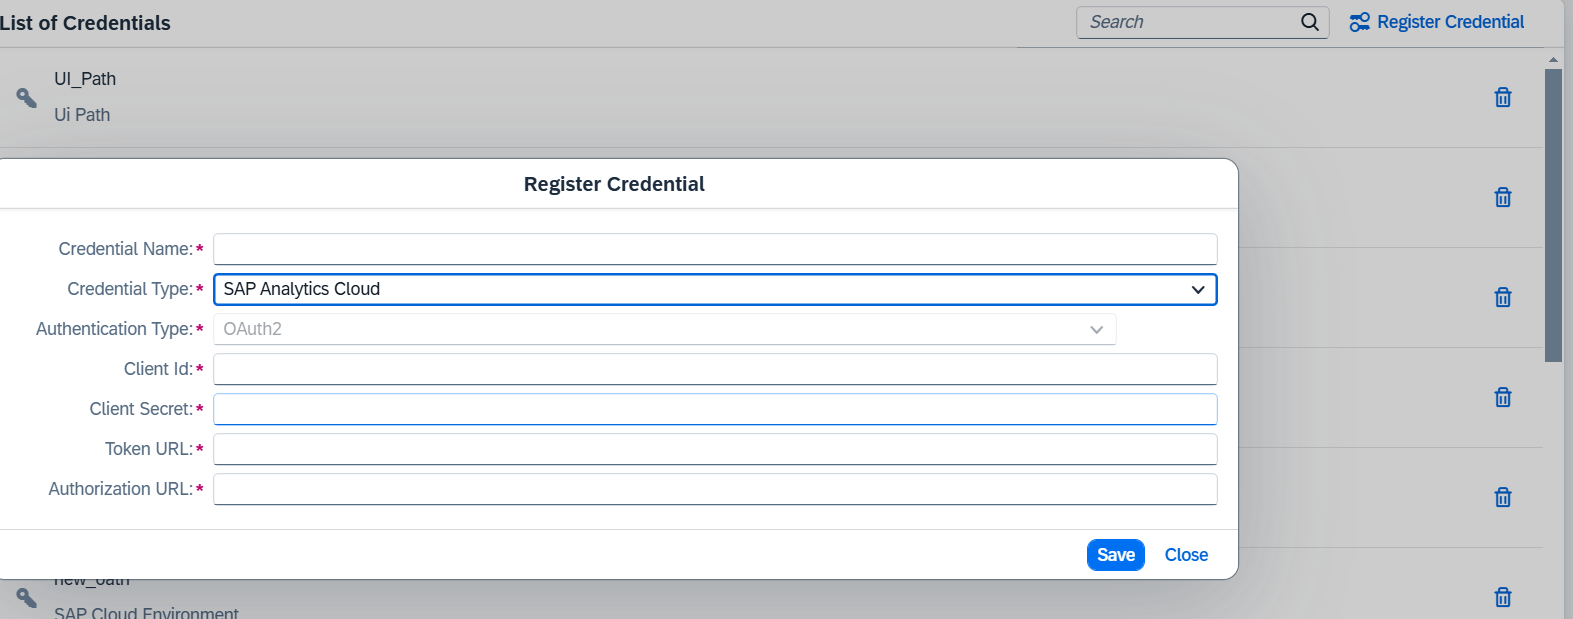 List of Credentials
Search
Register Credential
UI_Path
Ui Path
Register Credential
Credential Name:*
Credential Type:* SAP Analytics Cloud
Authentication Type:* OAuth2
Client Id:*
Client Secret:*
Token URL:*
Authorization URL:*
Save Close
new_oath
SAP Cloud Environment